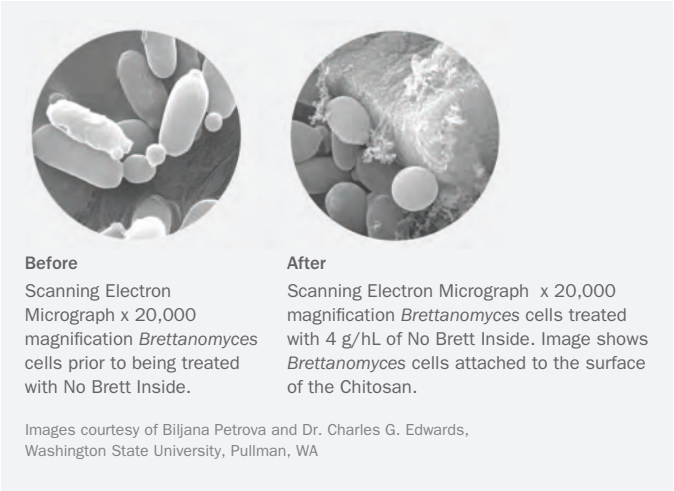 Before
Scanning Electron
Micrograph x 20,000
magnification Brettanomyces
cells prior to being treated
with No Brett Inside.
After
Scanning Electron Micrograph  x 20,000
magnification Brettanomyces cells treated
with 4 g/hL of No Brett Inside. Image shows
Brettanomyces cells attached to the surface
of the Chitosan.
Images courtesy of Biljana Petrova and Dr. Charles G. Edwards,
Washington State University, Pullman, WA